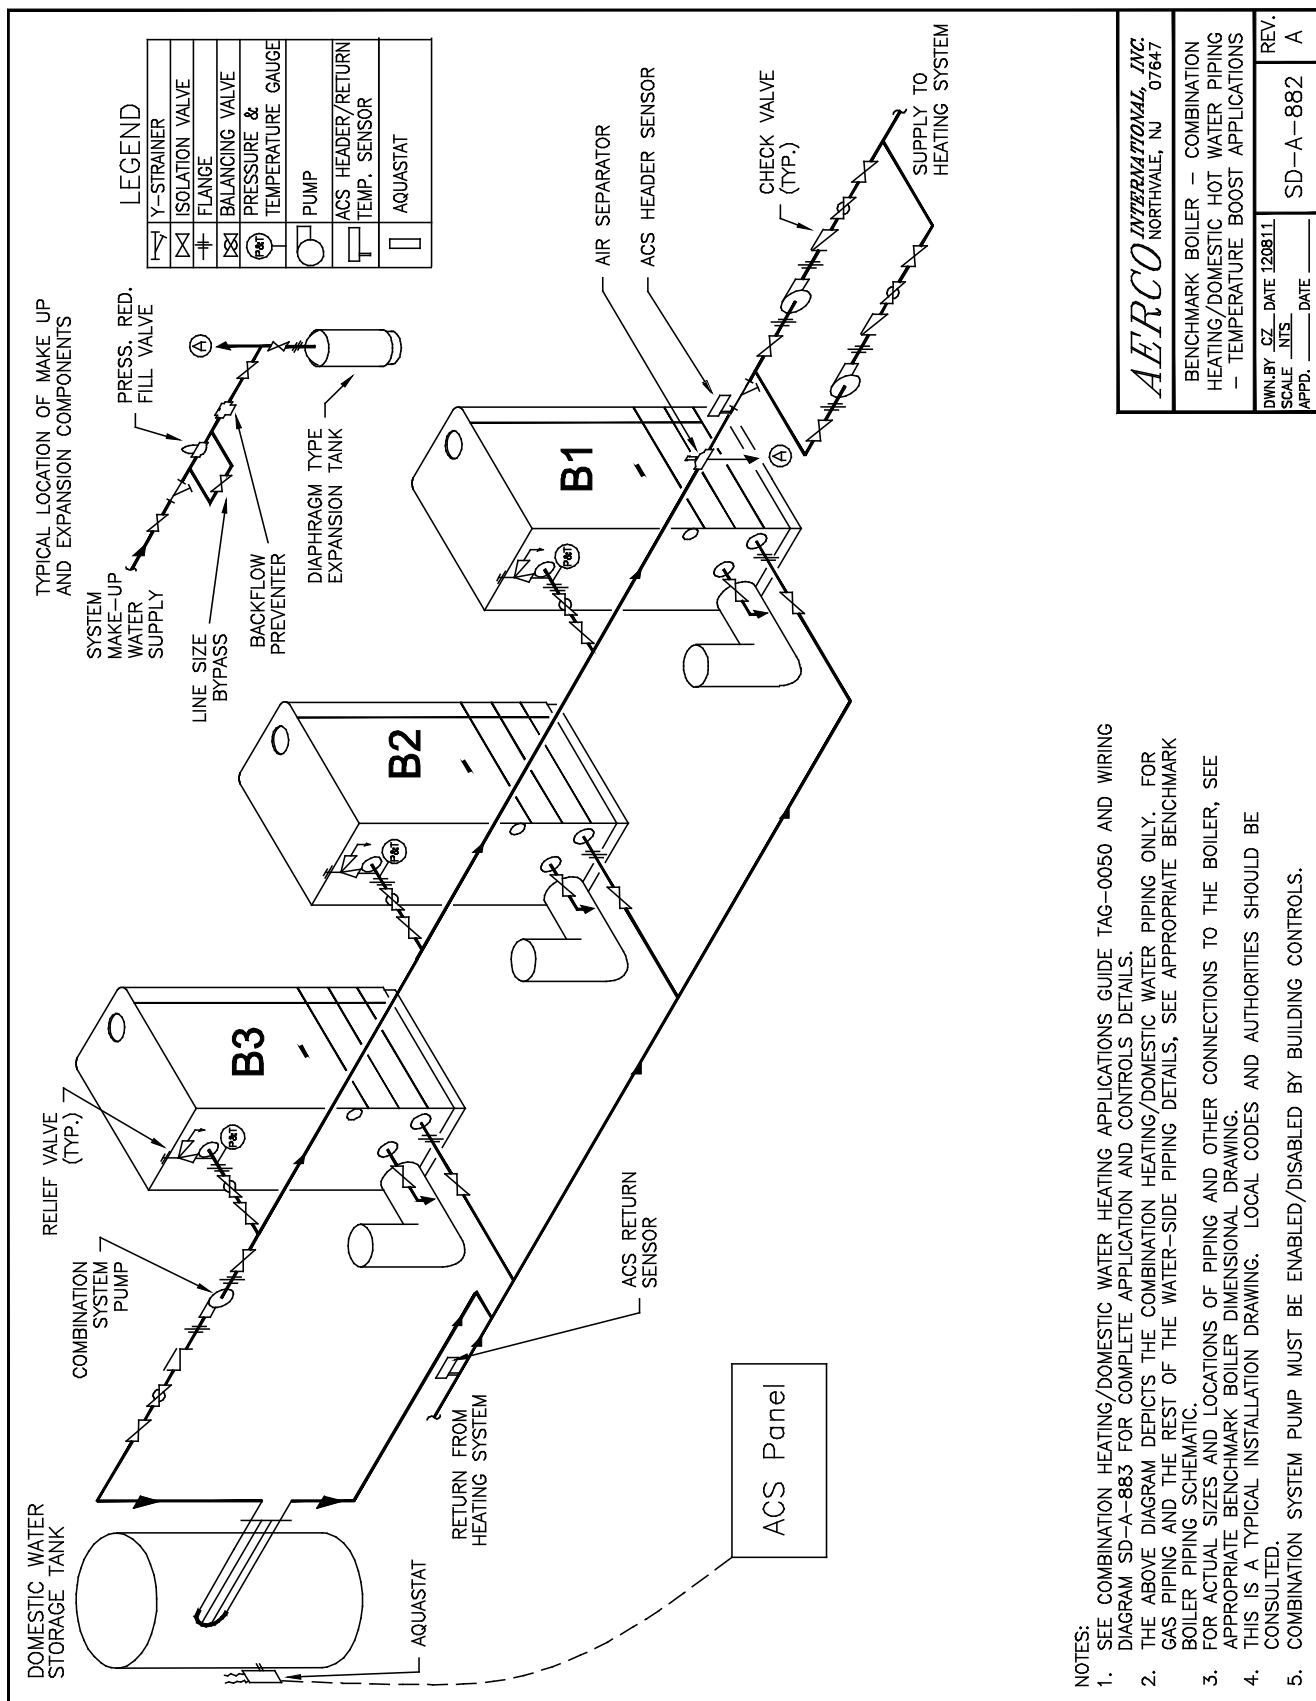 DOMESTIC WATER
STORAGE TANK
COMBINATION
SYSTEM
PUMP
RELIEF VALVE
(TYP.)
TYPICAL LOCATION OF MAKE UP
AND EXPANSION COMPONENTS
SYSTEM
MAKE-UP
WATER
SUPPLY
PRESS. RED.
FILL VALVE
A
LINE SIZE
BYPASS
BACKFLOW
PREVENTER
DIAPHRAGM TYPE
EXPANSION TANK
LEGEND
Y-STRAINER
ISOLATION VALVE
FLANGE
BALANCING VALVE
P&T
PRESSURE &
TEMPERATURE GAUGE
PUMP
ACS HEADER/RETURN
TEMP. SENSOR
AQUASTAT
B3
P&T
B2
P&T
B1
P&T
A
AIR SEPARATOR
ACS HEADER SENSOR
CHECK VALVE
(TYP.)
SUPPLY TO
HEATING SYSTEM
AQUASTAT
RETURN FROM
HEATING SYSTEM
ACS RETURN
SENSOR
ACS Panel
NOTES:
1. SEE COMBINATION HEATING/DOMESTIC WATER HEATING APPLICATIONS GUIDE TAG-0050 AND WIRING
DIAGRAM SD-A-883 FOR COMPLETE APPLICATION AND CONTROLS DETAILS.
2. THE ABOVE DIAGRAM DEPICTS THE COMBINATION HEATING/DOMESTIC WATER PIPING ONLY. FOR
GAS PIPING AND THE REST OF THE WATER-SIDE PIPING DETAILS, SEE APPROPRIATE BENCHMARK
BOILER PIPING SCHEMATIC.
3. FOR ACTUAL SIZES AND LOCATIONS OF PIPING AND OTHER CONNECTIONS TO THE BOILER, SEE
APPROPRIATE BENCHMARK BOILER DIMENSIONAL DRAWING.
4. THIS IS A TYPICAL INSTALLATION DRAWING. LOCAL CODES AND AUTHORITIES SHOULD BE
CONSULTED.
5. COMBINATION SYSTEM PUMP MUST BE ENABLED/DISABLED BY BUILDING CONTROLS.
AERCO INTERNATIONAL, INC.
NORTHVALE, NJ 07647
BENCHMARK BOILER - COMBINATION
HEATING/DOMESTIC HOT WATER PIPING
- TEMPERATURE BOOST APPLICATIONS
DWN.BY CZ DATE 120811
SCALE NTS
APPD. DATE
SD-A-882
REV.
A